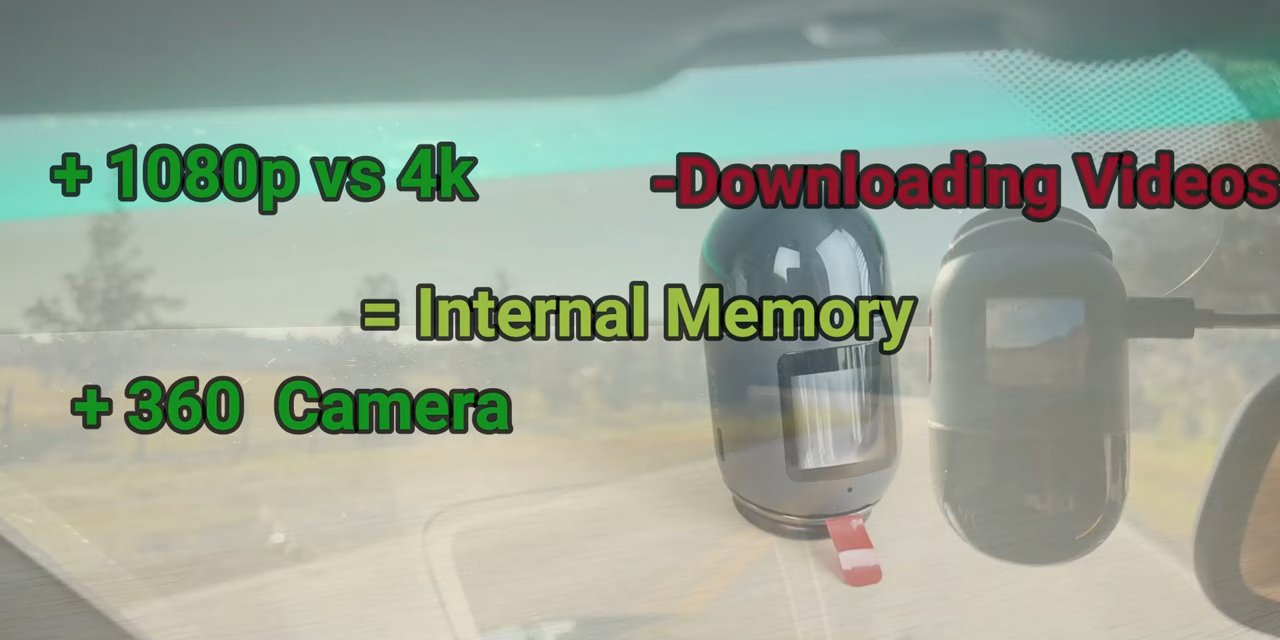 + 1080p vs 4k
-Downloading Videos
= Internal Memory
+ 360 Camera